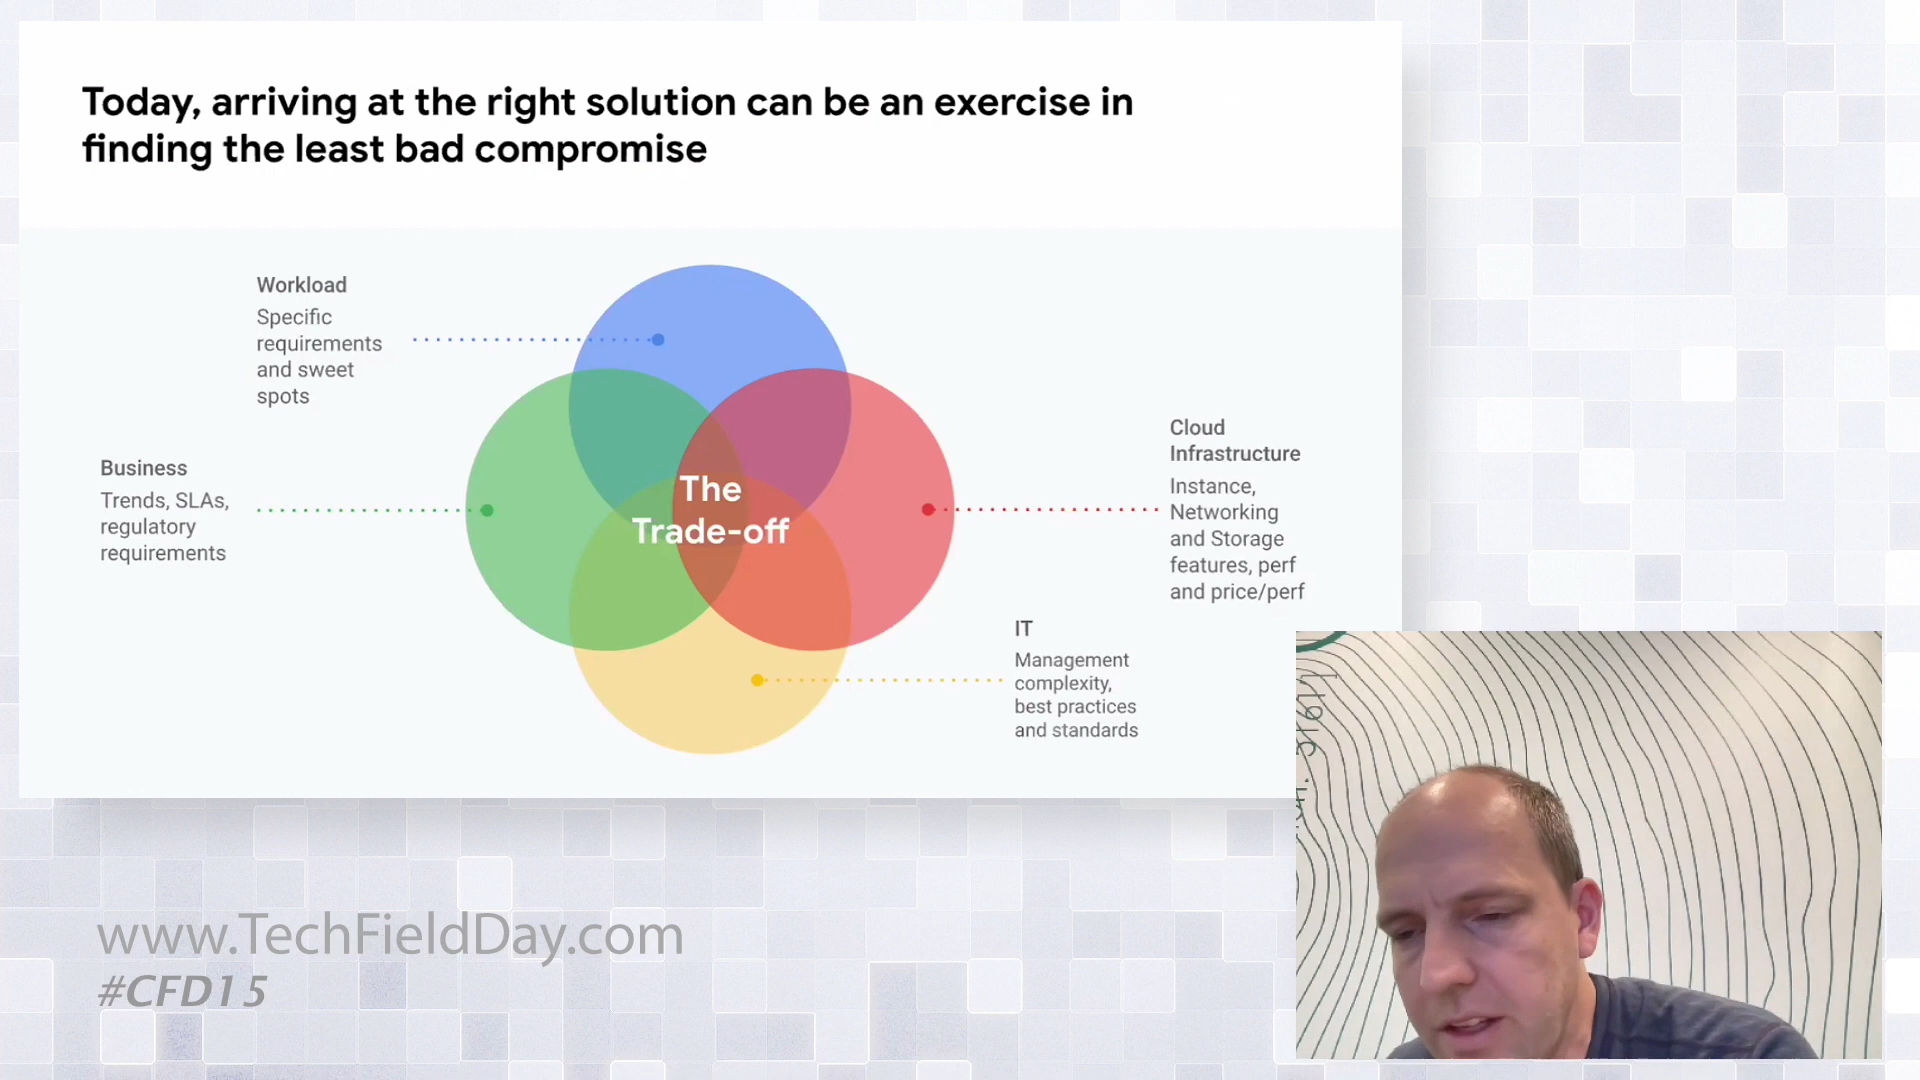 Today, arriving at the right solution can be an exercise in
finding the least bad compromise
Workload
Specific
requirements
and sweet
spots
Business
Trends, SLAs,
regulatory
requirements
The
Trade-off
Cloud
Infrastructure
Instance,
Networking
and Storage
features, perf
and price/perf
IT
Management
complexity,
best practices
and standards
www.TechFieldDay.com
#CFD15